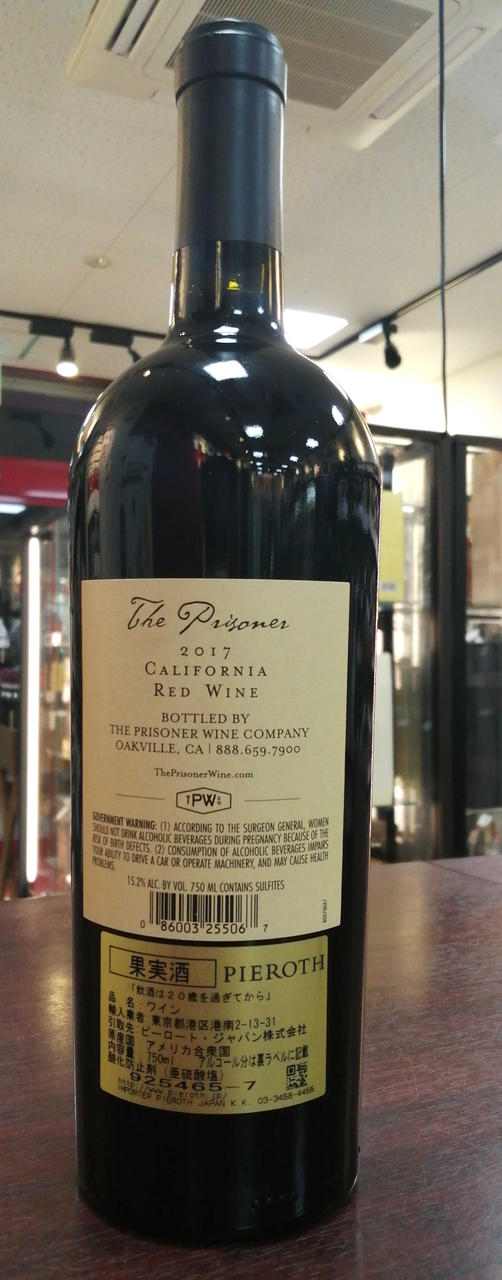 The Prisoner
2017
CALIFORNIA
RED WINE
BOTTLED BY
THE PRISONER WINE COMPANY
OAKVILLE, CA | 888.659.7900
ThePrisonerWine.com
TPWCo
GOVERNMENT WARNING: (1) ACCORDING TO THE SURGEON GENERAL, WOMEN
SHOULD NOT DRINK ALCOHOLIC BEVERAGES DURING PREGNANCY BECAUSE OF THE
RISK OF BIRTH DEFECTS. (2) CONSUMPTION OF ALCOHOLIC BEVERAGES IMPAIRS
YOUR ABILITY TO DRIVE A CAR OR OPERATE MACHINERY, AND MAY CAUSE HEALTH
PROBLEMS.
15.2% ALC. BY VOL. 750 ML CONTAINS SULFITES
0 86003 25506 7
果実酒 PIEROTH
「飲酒は20歳を過ぎてから」
品名 ワイン
輸入業者 東京都港区港南2-13-31
引取先 ピーロート・ジャパン株式会社
原産国 アメリカ合衆国
内容量 750ml アルコール分は裏ラベルに記載
酸化防止剤(亜硫酸塩)
925465-7
http://www.pieroth.jp/
IMPORTER PIEROTH JAPAN K.K. 03-3458-4455